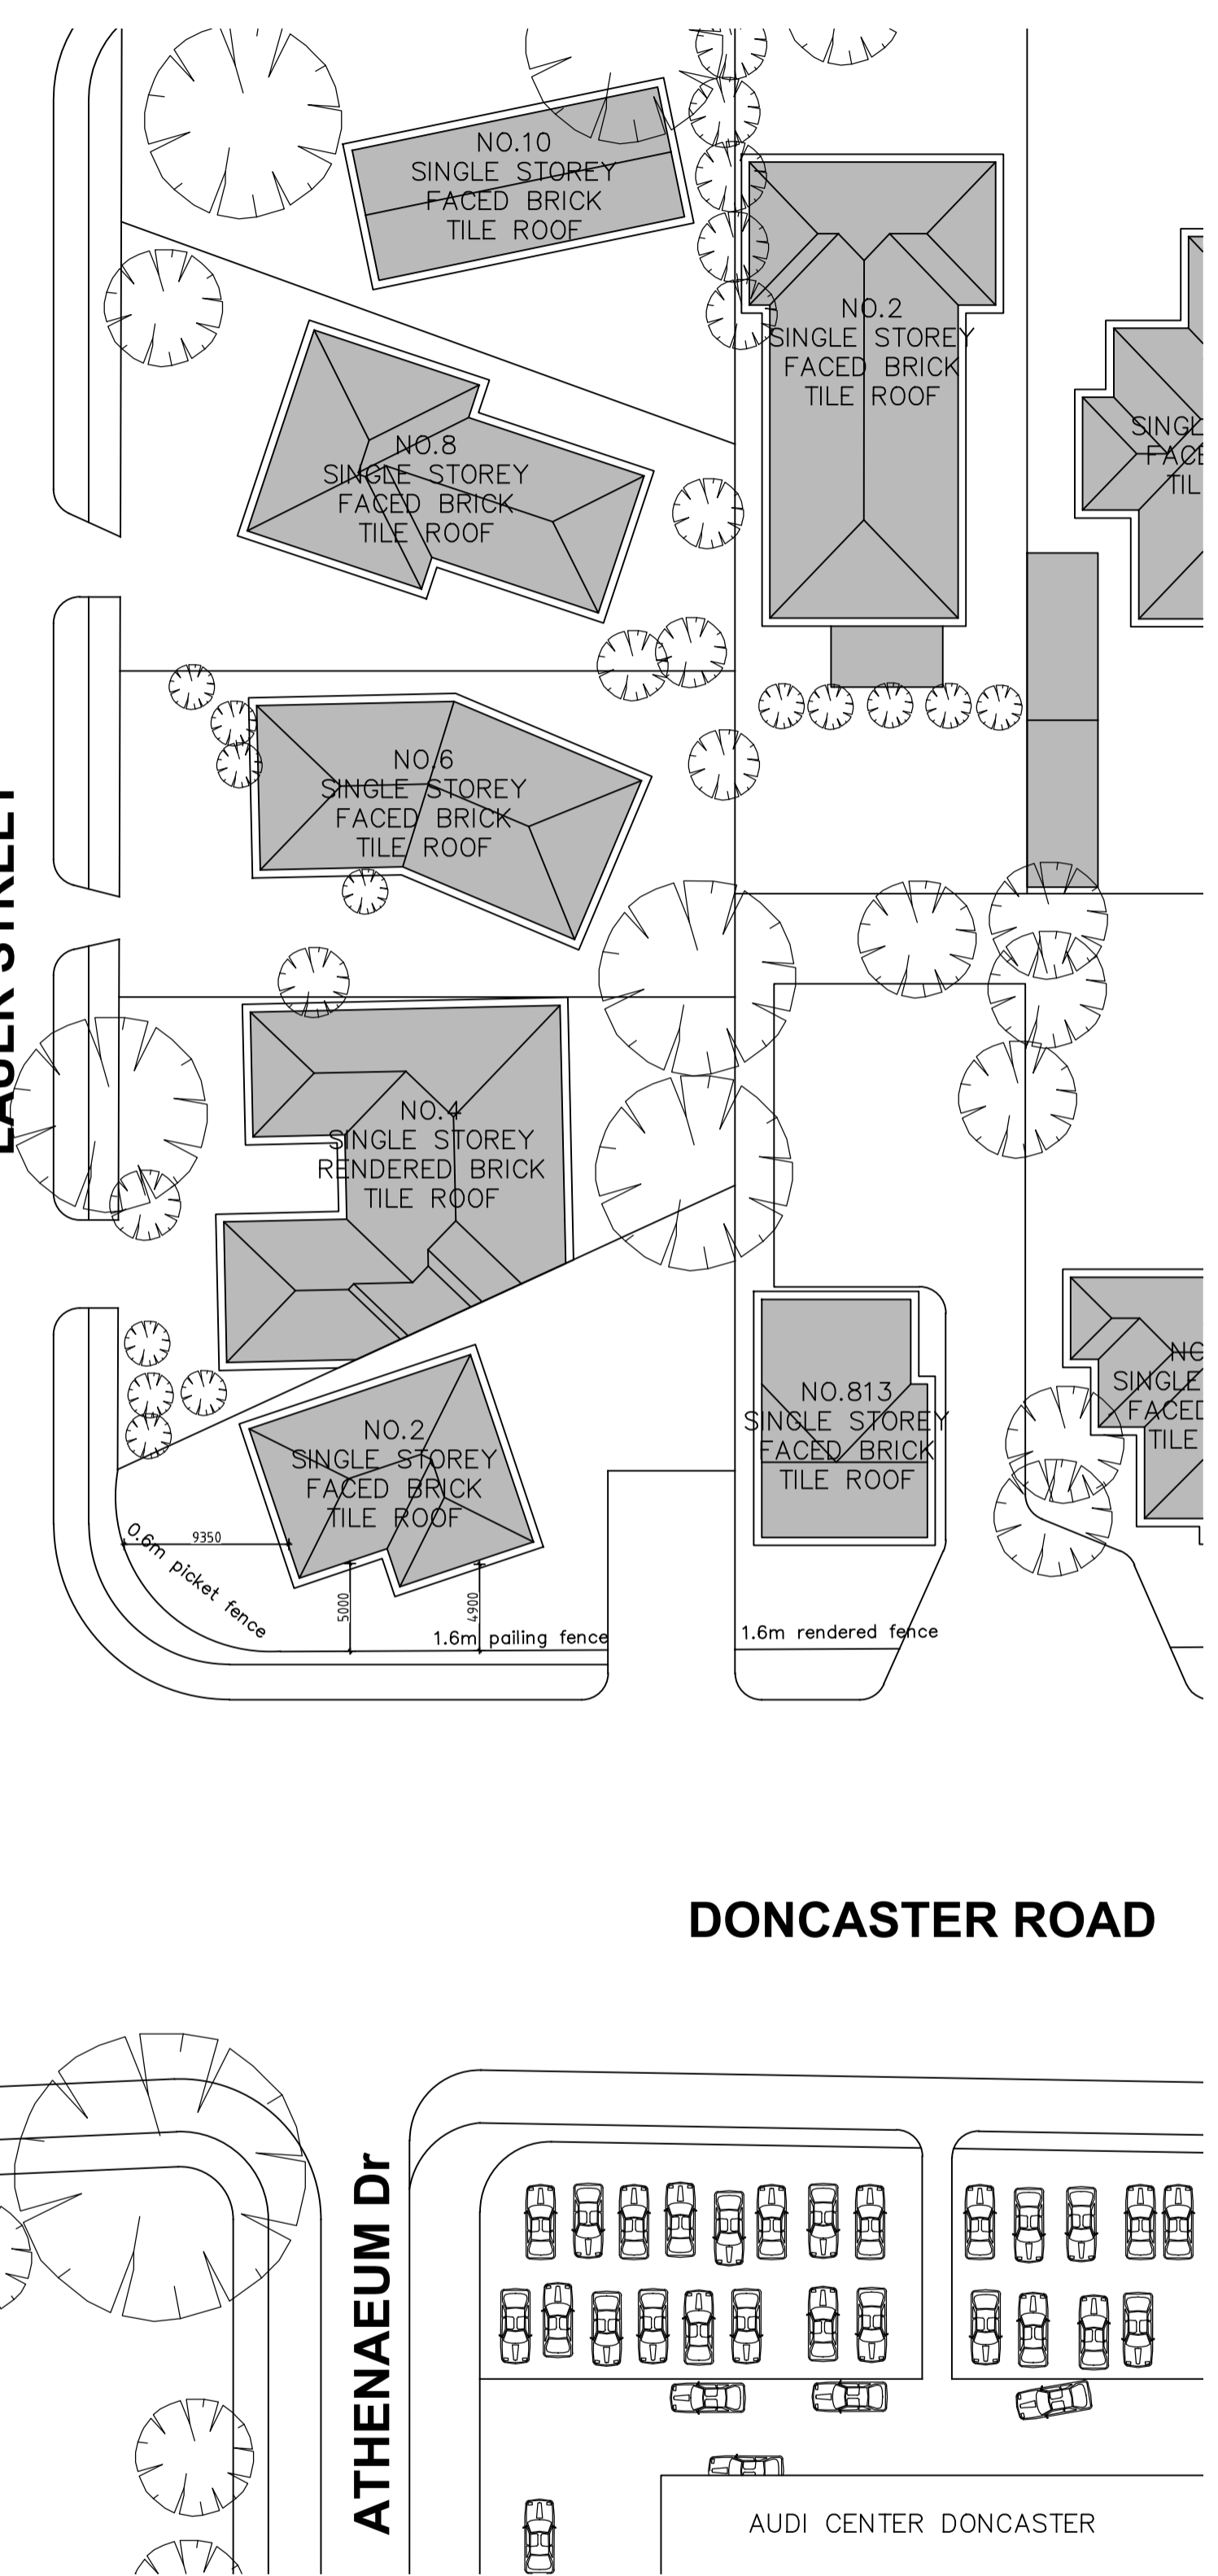 NO.10
SINGLE STOREY
FACED BRICK
TILE ROOF
NO.2
SINGLE STOREY
FACED BRICK
TILE ROOF
NO.8
SINGLE STOREY
FACED BRICK
TILE ROOF
NO.6
SINGLE STOREY
FACED BRICK
TILE ROOF
NO.4
SINGLE STOREY
RENDERED BRICK
TILE ROOF
SINGLE
FACED
TILE
NO.813
SINGLE STOREY
FACED BRICK
TILE ROOF
NO.2
SINGLE STOREY
FACED BRICK
TILE ROOF
9350
0.6m picket fence
5000
4900
1.6m pailing fence
1.6m rendered fence
DONCASTER ROAD
ATHENAEUM Dr
AUDI CENTER DONCASTER